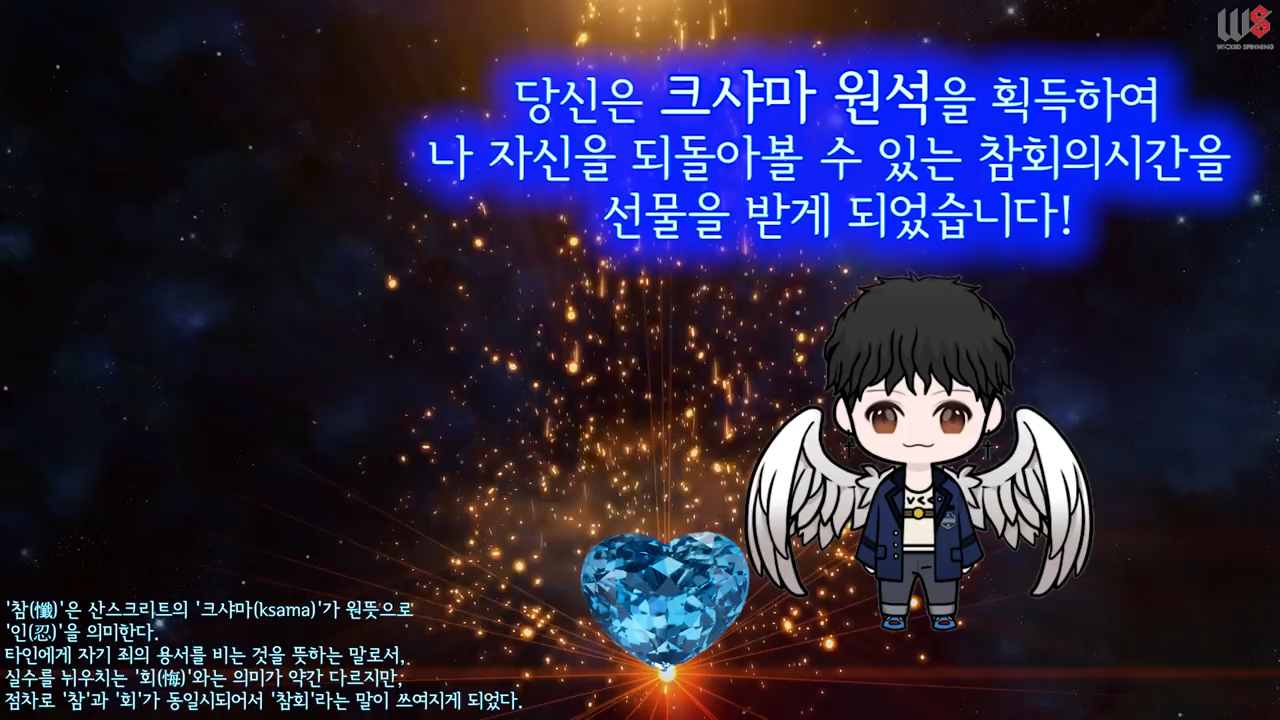 WS
WICKED SPINNING
당신은 크샤마 원석을 획득하여
나 자신을 되돌아볼 수 있는 참회의시간을
선물을 받게 되었습니다!
'참(懺)'은 산스크리트의 '크샤마(ksama)'가 원뜻으로
'인(忍)'을 의미한다.
타인에게 자기 죄의 용서를 비는 것을 뜻하는 말로서,
실수를 뉘우치는 '회(悔)'와는 의미가 약간 다르지만,
점차로 '참'과 '회'가 동일시되어서 '참회'라는 말이 쓰여지게 되었다.